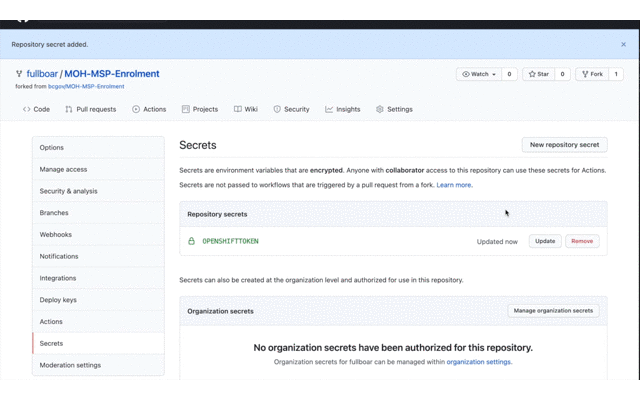 Repository secret added.
fullboar / MOH-MSP-Enrolment
Watch 0 Star 0 Fork 1
forked from bcgov/MOH-MSP-Enrolment
Code Pull requests Actions Projects Wiki Security Insights Settings
Options
Manage access
Security & analysis
Branches
Webhooks
Notifications
Integrations
Deploy keys
Actions
Secrets
Moderation settings
Secrets
New repository secret
Secrets are environment variables that are encrypted. Anyone with collaborator access to this repository can use these secrets for Actions.
Secrets are not passed to workflows that are triggered by a pull request from a fork. Learn more.
Repository secrets
OPENSHIFTTOKEN Updated now Update Remove
Secrets can also be created at the organization level and authorized for use in this repository.
Organization secrets Manage organization secrets
No organization secrets have been authorized for this repository.
Organization secrets for fullboar can be managed within organization settings.